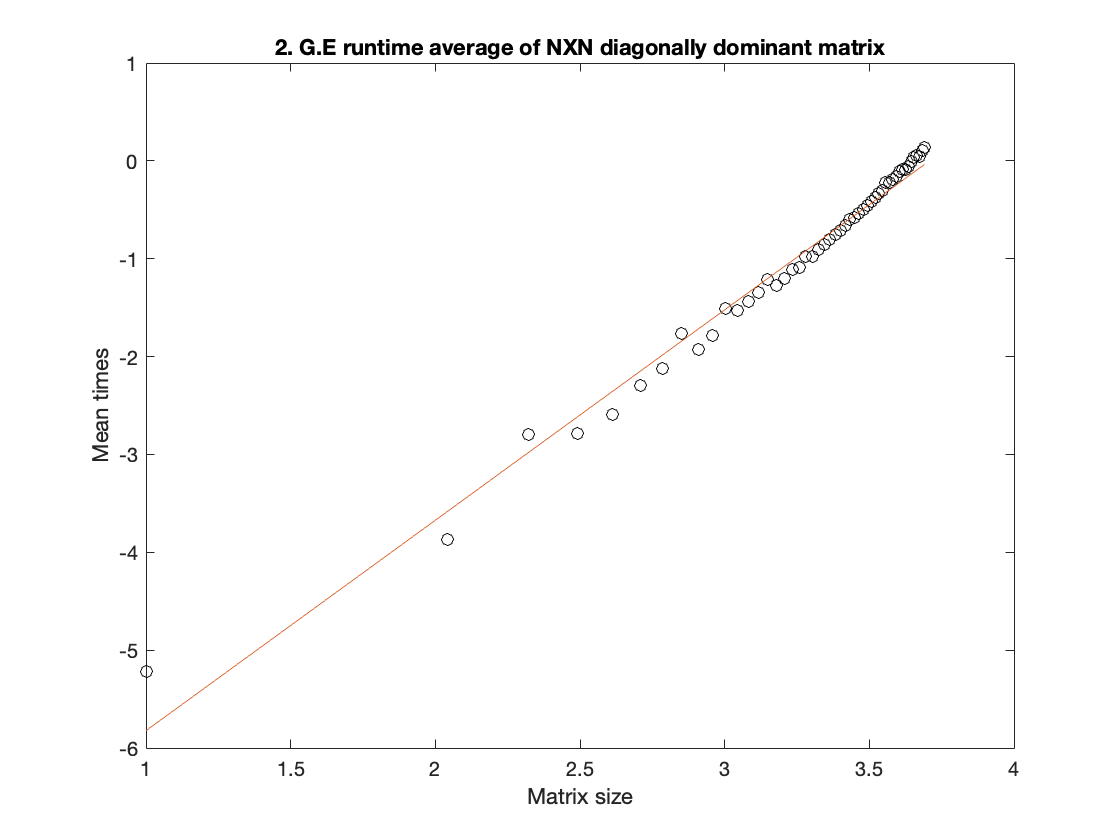 2. G.E runtime average of NXN diagonally dominant matrix
1
0
-1
-2
-3
-4
-5
-6
Mean times
1 1.5 2 2.5 3 3.5 4
Matrix size